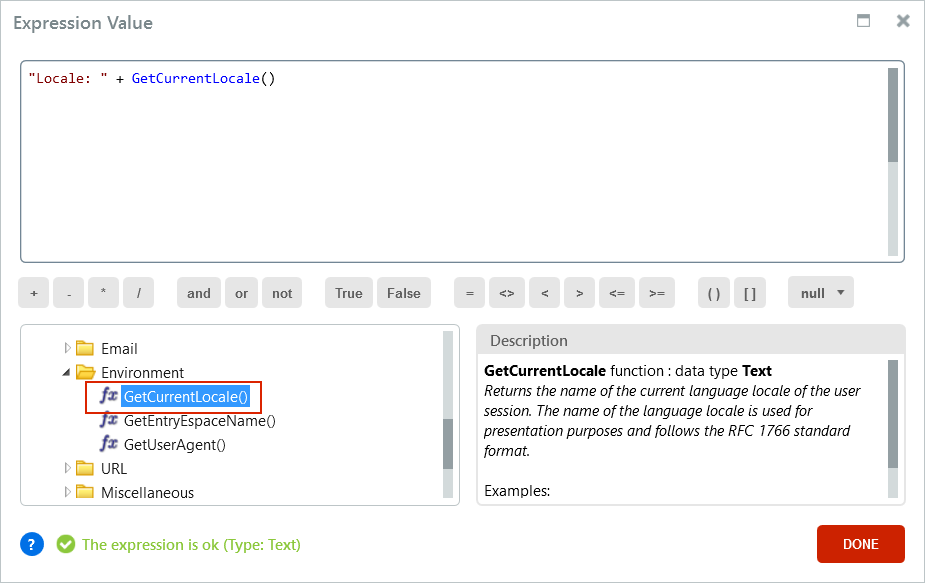 Expression Value
"Locale: " + GetCurrentLocale()
+ - * / and or not True False = <> < > <= >= ( ) [ ] null
Email
Environment
fx GetCurrentLocale()
fx GetEntryEspaceName()
fx GetUserAgent()
URL
Miscellaneous
Description
GetCurrentLocale function : data type Text
Returns the name of the current language locale of the user
session. The name of the language locale is used for
presentation purposes and follows the RFC 1766 standard
format.
Examples:
? The expression is ok (Type: Text)
DONE